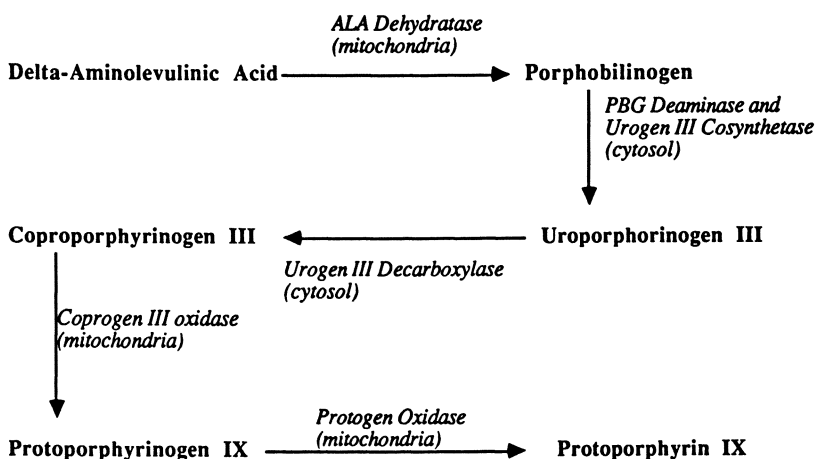 ALA Dehydratase
(mitochondria)
Delta-Aminolevulinic Acid
Porphobilinogen
PBG Deaminase and
Urogen III Cosynthetase
(cytosol)
Coproporphyrinogen III
Uroporphorinogen III
Urogen III Decarboxylase
(cytosol)
Coprogen III oxidase
(mitochondria)
Protogen Oxidase
(mitochondria)
Protoporphyrinogen IX
Protoporphyrin IX